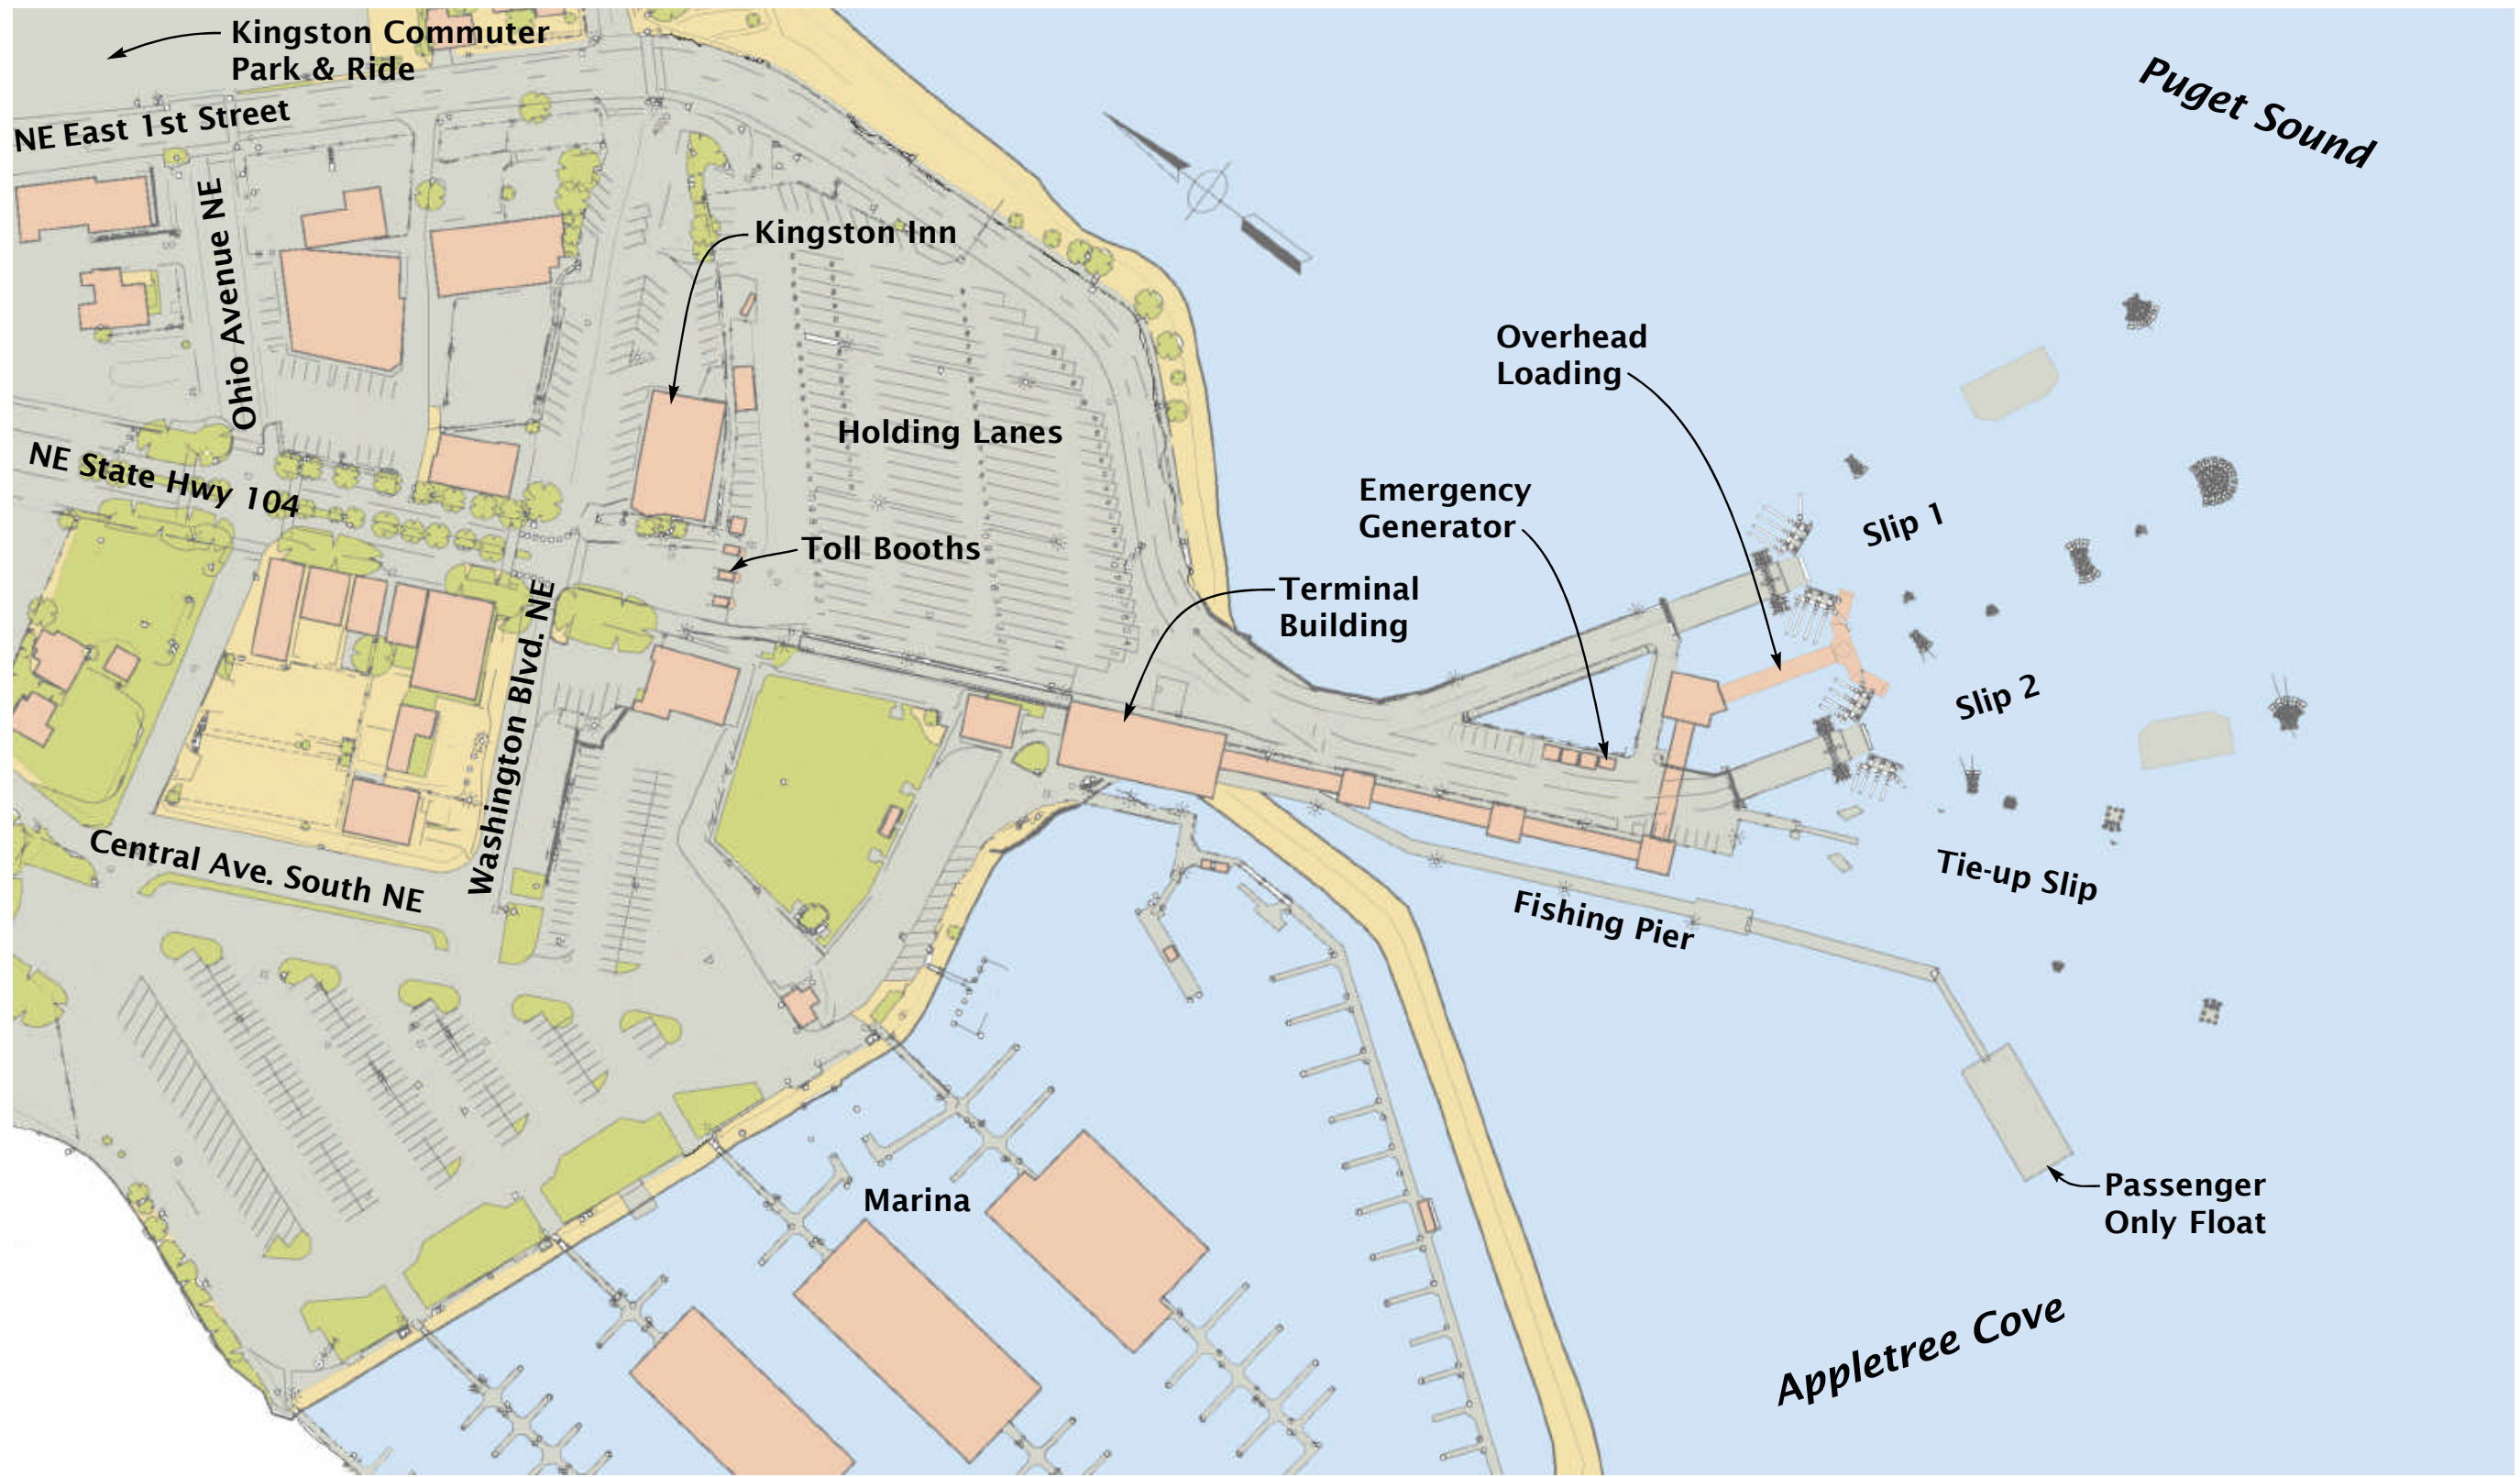 Kingston Commuter
Park & Ride
Puget Sound
NE East 1st Street
Ohio Avenue NE
Kingston Inn
Overhead
Loading
Holding Lanes
NE State Hwy 104
Emergency
Generator
Slip 1
Toll Booths
Terminal
Building
Slip 2
Washington Blvd. NE
Central Ave. South NE
Tie-up Slip
Fishing Pier
Marina
Passenger
Only Float
Appletree Cove